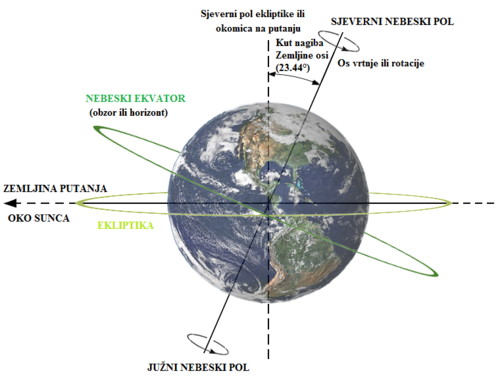 Sjeverni pol ekliptike ili
okomica na putanju
SJEVERNI NEBESKI POL
Kut nagiba
Zemljine osi
(23.44°)
Os vrtnje ili rotacije
NEBESKI EKVATOR
(obzor ili horizont)
ZEMLJINA PUTANJA
OKO SUNCA
EKLIPTIKA
JUŽNI NEBESKI POL